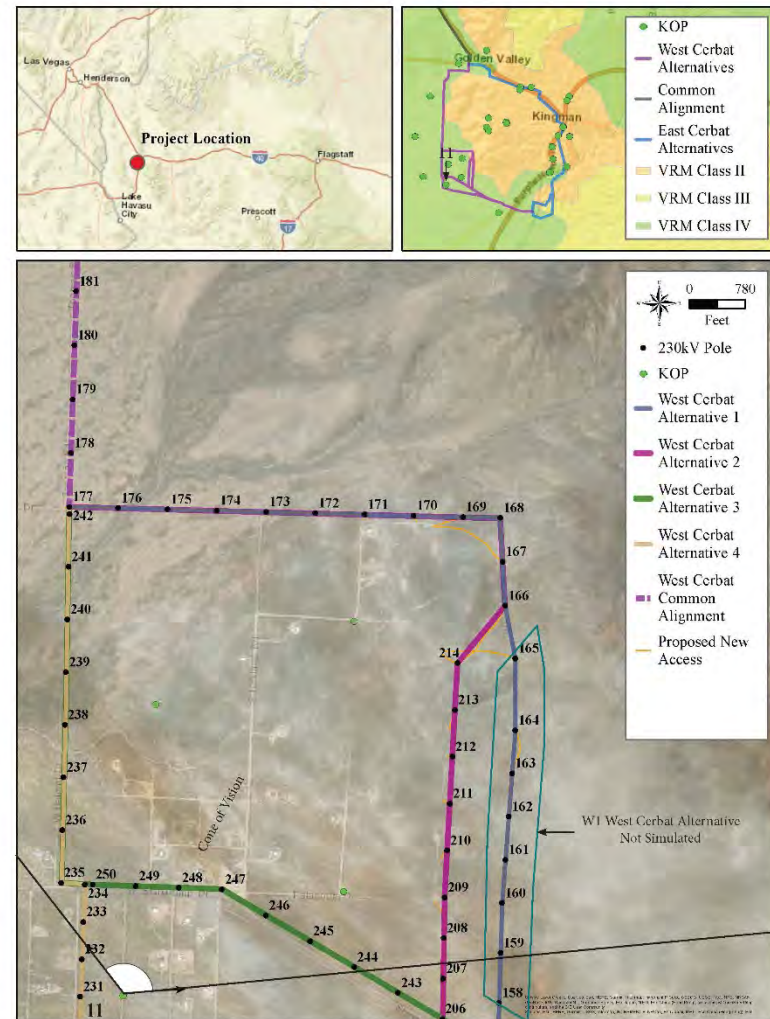 Las Vegas
Henderson
Project Location
40
Flagstaff
Lake
Havasu
City
Prescott
17
Golden Valley
Kingman
11
KOP
West Cerbat
Alternatives
Common
Alignment
East Cerbat
Alternatives
VRM Class II
VRM Class III
VRM Class IV
181
180
179
178
177
176
175
174
173
172
171
170
169
168
242
167
241
166
240
165
239
214
213
164
238
212
163
237
211
162
236
210
161
235
250
249
248
247
234
209
160
233
246
208
232
245
159
244
207
231
243
158
11
206
Cone of Vision
W1 West Cerbat Alternative
Not Simulated
0 780
Feet
230kV Pole
KOP
West Cerbat
Alternative 1
West Cerbat
Alternative 2
West Cerbat
Alternative 3
West Cerbat
Alternative 4
West Cerbat
Common
Alignment
Proposed New
Access